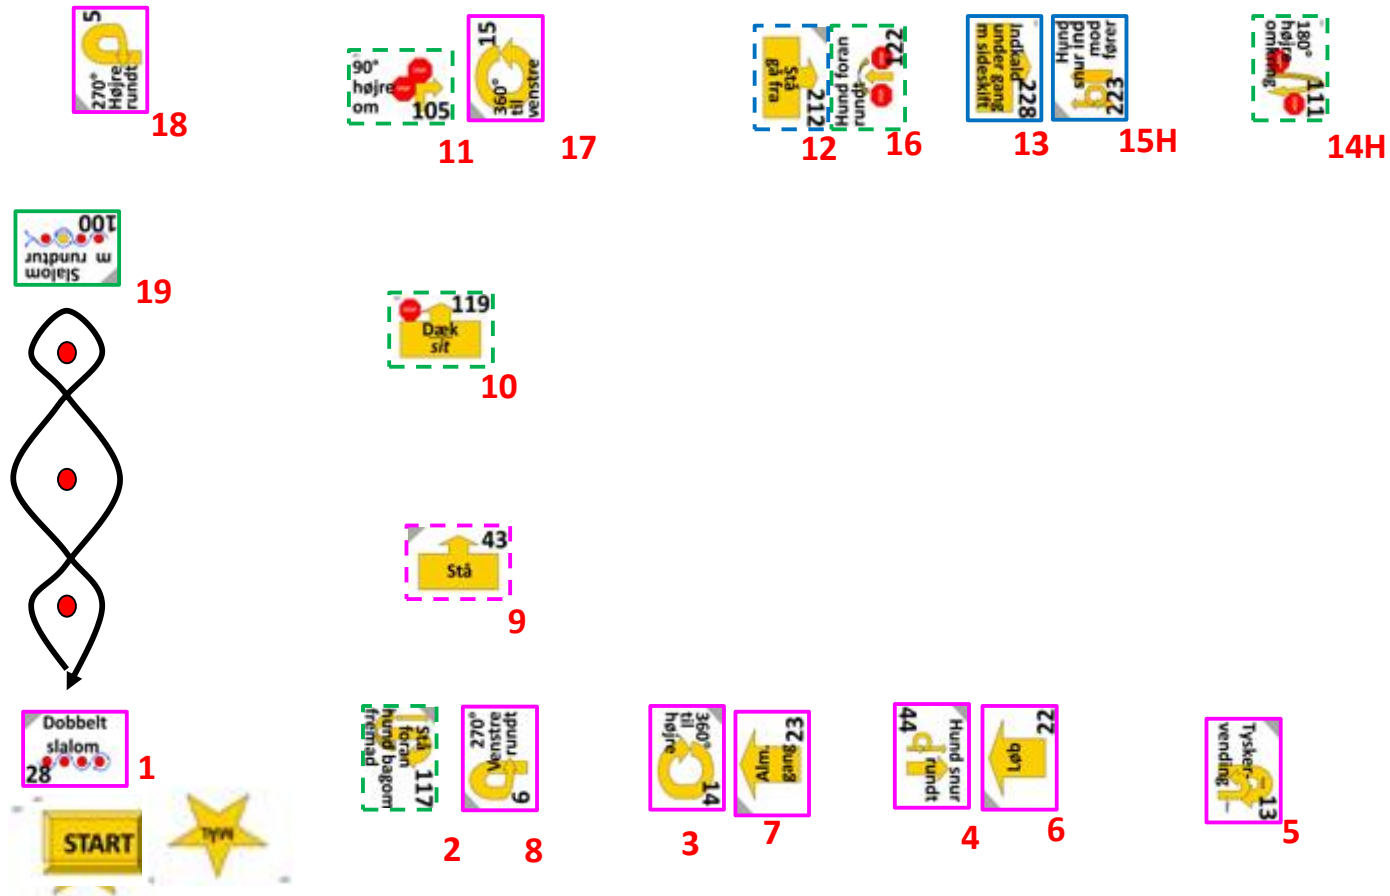 5
270°
Højre
rundt
18
90°
højre
om
105
11
15
360°
til
venstre
17
Stå
gå fra
212
12
122
Hund foran
rundt
16
Indkald
under gang
m sideskift
228
13
Hund
snur ind
mod
fører
223
15H
180°
højre
omkring
111
14H
100
Slalom
m rundtur
19
119
Dæk
sit
10
43
Stå
9
Dobbelt
slalom
28
1
START
MÅL
Stå
foran
hund bagom
fremad
117
2
270°
Venstre
rundt
6
8
360°
til
højre
14
3
23
Alm.
gang
7
44
Hund snur
rundt
4
22
Løb
6
Tysker-
vending
13
5